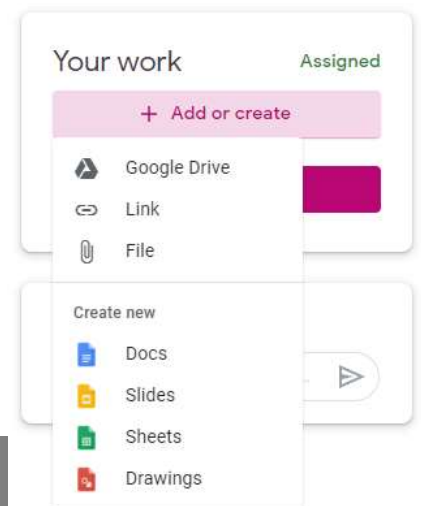 Your work
Assigned
+ Add or create
Google Drive
Link
File
Create new
Docs
Slides
Sheets
Drawings